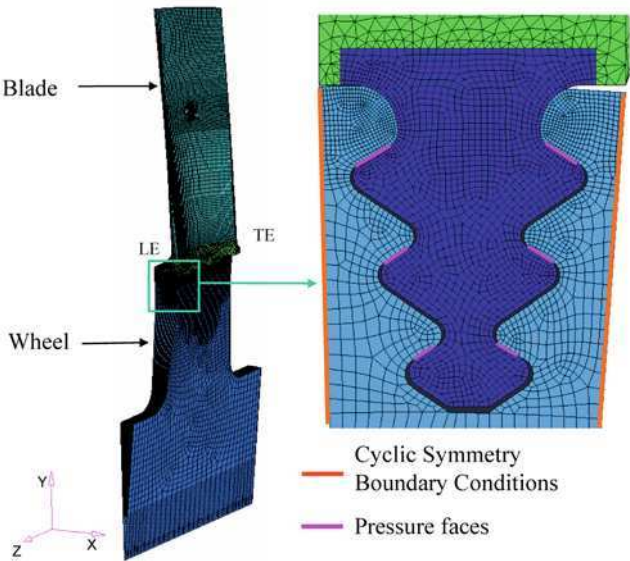 Blade
LE
TE
Wheel
Y
Z
X
Cyclic Symmetry
Boundary Conditions
Pressure faces